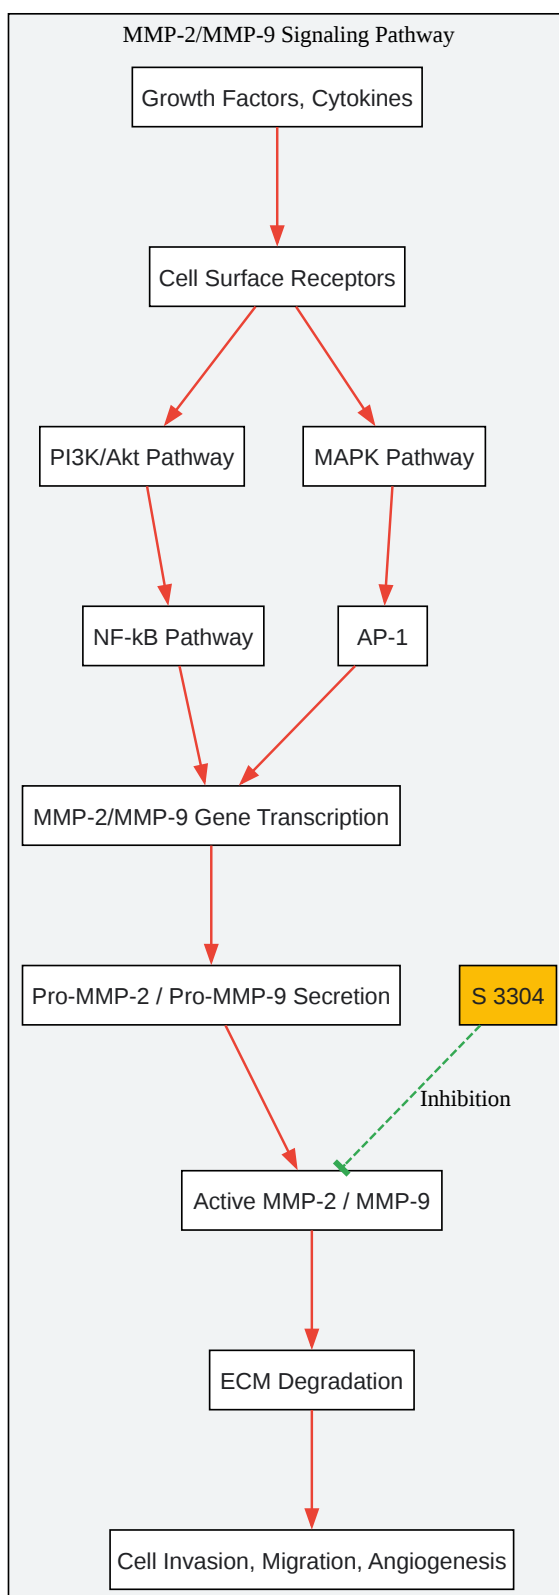 MMP-2/MMP-9 Signaling Pathway
Growth Factors, Cytokines
Cell Surface Receptors
PI3K/Akt Pathway
MAPK Pathway
NF-kB Pathway
AP-1
MMP-2/MMP-9 Gene Transcription
Pro-MMP-2 / Pro-MMP-9 Secretion
S 3304
Inhibition
Active MMP-2 / MMP-9
ECM Degradation
Cell Invasion, Migration, Angiogenesis